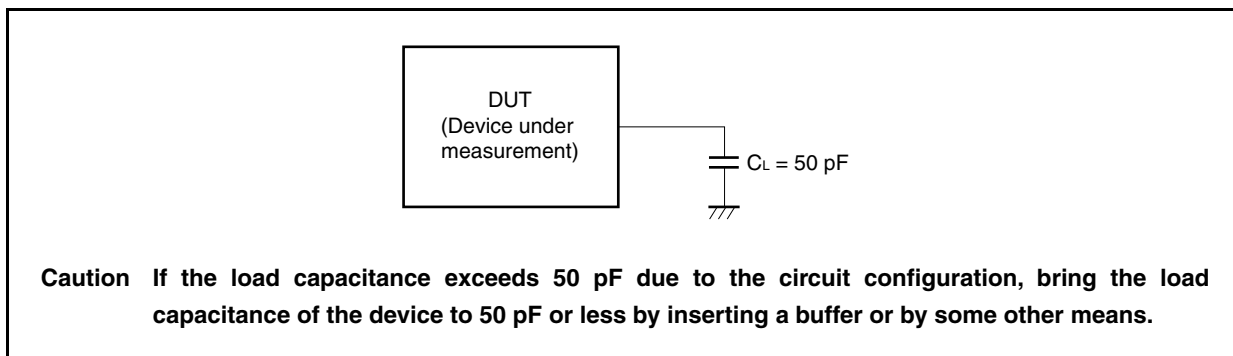 DUT
(Device under
measurement)
CL = 50 pF
Caution If the load capacitance exceeds 50 pF due to the circuit configuration, bring the load
capacitance of the device to 50 pF or less by inserting a buffer or by some other means.